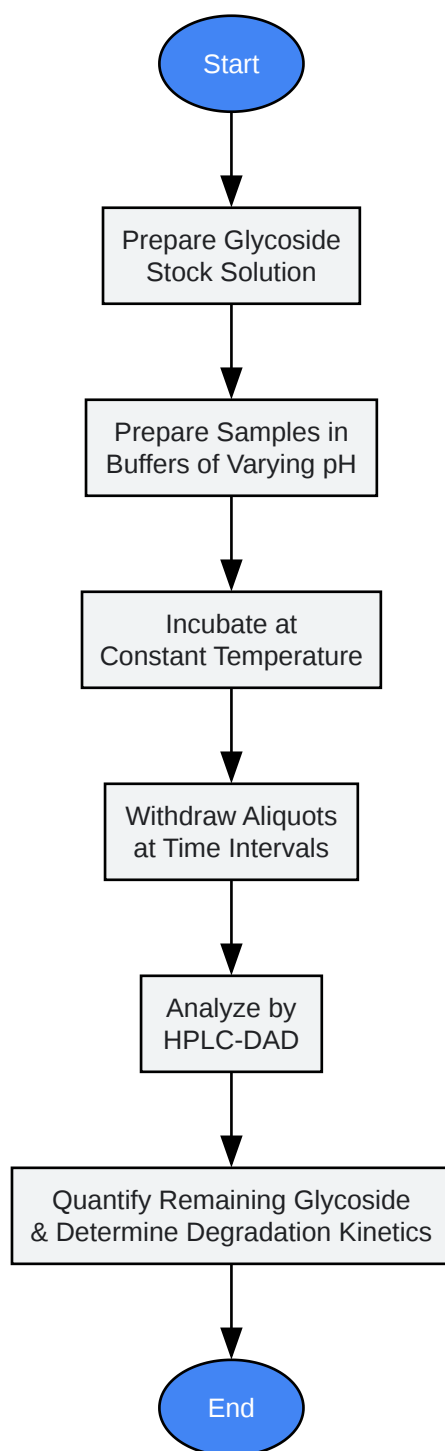 Start
Prepare Glycoside
Stock Solution
Prepare Samples in
Buffers of Varying pH
Incubate at
Constant Temperature
Withdraw Aliquots
at Time Intervals
Analyze by
HPLC-DAD
Quantify Remaining Glycoside
& Determine Degradation Kinetics
End